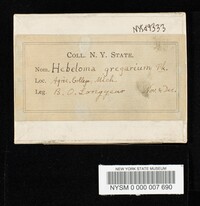 NYS49333
COLL. N. Y. STATE.
NAME Hebeloma gregarium Pk.
LOC. Agric. College, Mich.
LEG. B. O. Longyear
NEW YORK STATE MUSEUM
NYSM 0 000 007 690